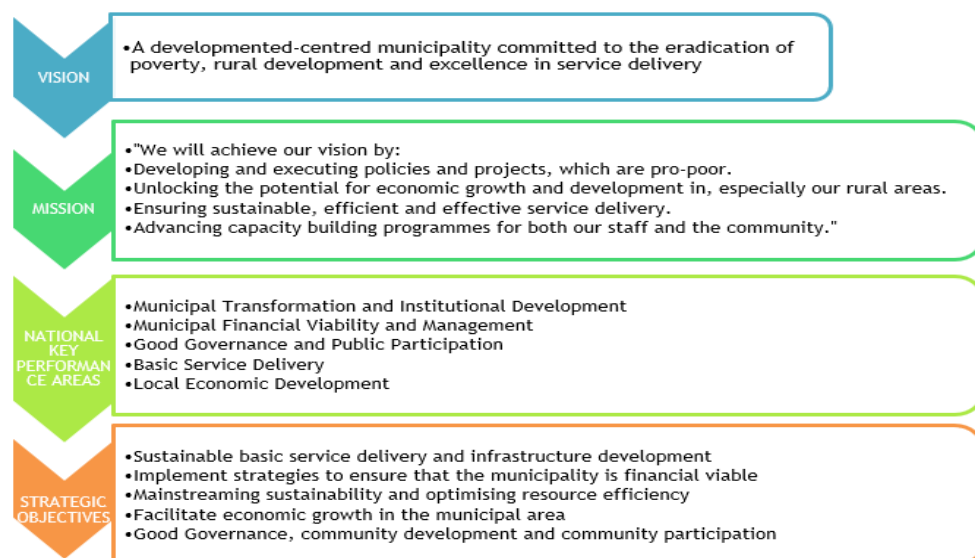 VISION
•A developmented-centred municipality committed to the eradication of
poverty, rural development and excellence in service delivery
MISSION
•"We will achieve our vision by:
•Developing and executing policies and projects, which are pro-poor.
•Unlocking the potential for economic growth and development in, especially our rural areas.
•Ensuring sustainable, efficient and effective service delivery.
•Advancing capacity building programmes for both our staff and the community."
NATIONAL
KEY
PERFORMAN
CE AREAS
•Municipal Transformation and Institutional Development
•Municipal Financial Viability and Management
•Good Governance and Public Participation
•Basic Service Delivery
•Local Economic Development
STRATEGIC
OBJECTIVES
•Sustainable basic service delivery and infrastructure development
•Implement strategies to ensure that the municipality is financial viable
•Mainstreaming sustainability and optimising resource efficiency
•Facilitate economic growth in the municipal area
•Good Governance, community development and community participation